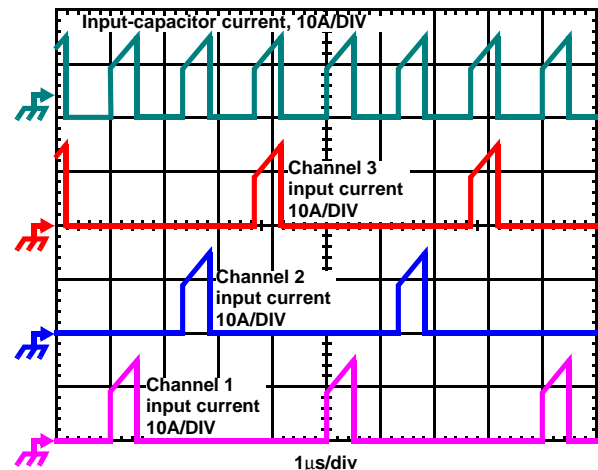 Input-capacitor current, 10A/DIV
Channel 3
input current
10A/DIV
Channel 2
input current
10A/DIV
Channel 1
input current
10A/DIV
1μs/div